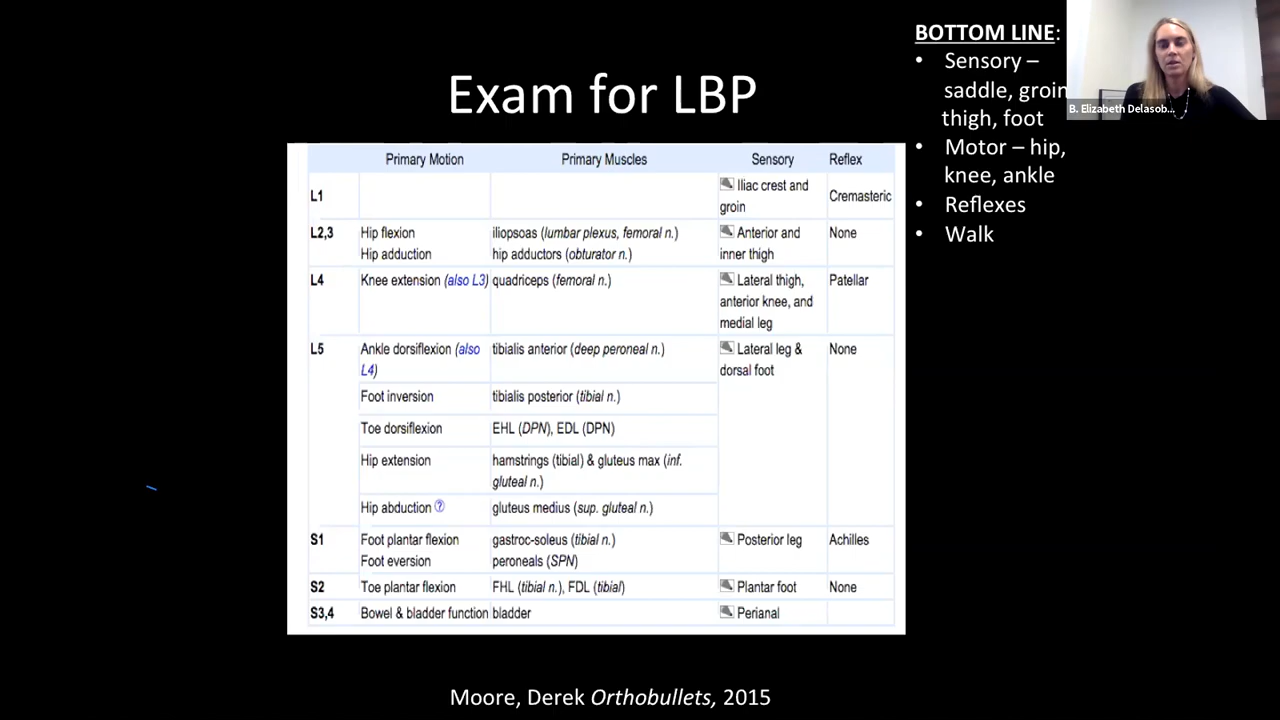 Exam for LBP
Primary Motion Primary Muscles Sensory Reflex
L1 Iliac crest and groin Cremasteric
L2,3 Hip flexion iliopsoas (lumbar plexus, femoral n.) Anterior and inner thigh None
Hip adduction hip adductors (obturator n.)
L4 Knee extension (also L3) quadriceps (femoral n.) Lateral thigh, anterior knee, and medial leg Patellar
L5 Ankle dorsiflexion (also L4) tibialis anterior (deep peroneal n.) Lateral leg & dorsal foot None
Foot inversion tibialis posterior (tibial n.)
Toe dorsiflexion EHL (DPN), EDL (DPN)
Hip extension hamstrings (tibial) & gluteus max (inf. gluteal n.)
Hip abduction ? gluteus medius (sup. gluteal n.)
S1 Foot plantar flexion gastroc-soleus (tibial n.) Posterior leg Achilles
Foot eversion peroneals (SPN)
S2 Toe plantar flexion FHL (tibial n.), FDL (tibial) Plantar foot None
S3,4 Bowel & bladder function bladder Perianal
Moore, Derek Orthobullets, 2015
BOTTOM LINE:
• Sensory –
saddle, groin
thigh, foot
• Motor – hip,
knee, ankle
• Reflexes
• Walk
B. Elizabeth Delasob...